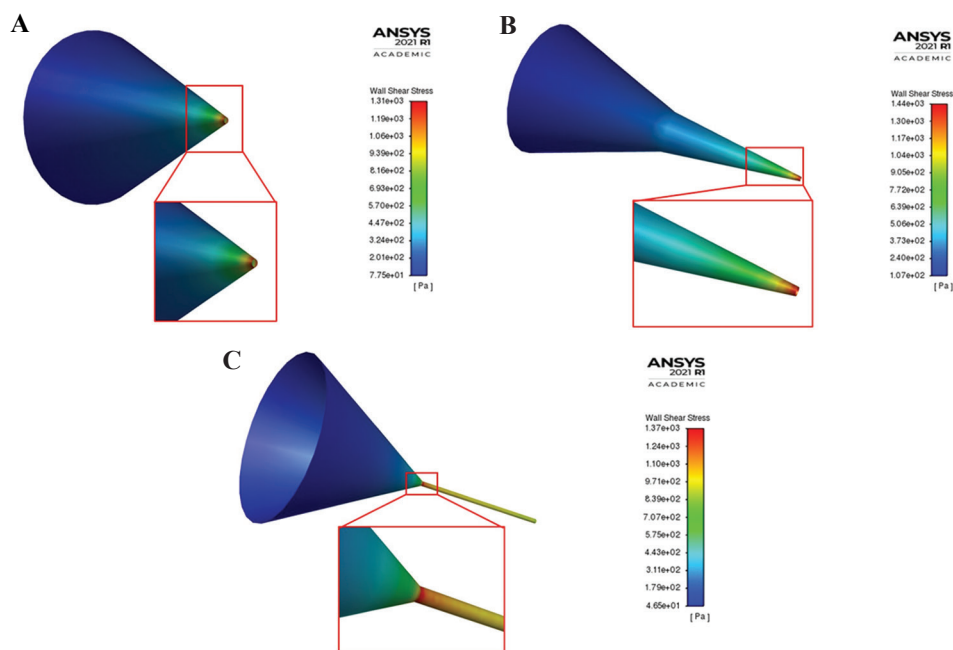 A
ANSYS
2021 R1
ACADEMIC
Wall Shear Stress
1.31e+03
1.19e+03
1.06e+03
9.39e+02
8.16e+02
6.93e+02
5.70e+02
4.47e+02
3.24e+02
2.01e+02
7.75e+01
[ Pa ]
B
ANSYS
2021 R1
ACADEMIC
Wall Shear Stress
1.44e+03
1.30e+03
1.17e+03
1.04e+03
9.05e+02
7.72e+02
6.39e+02
5.06e+02
3.73e+02
2.40e+02
1.07e+02
[ Pa ]
C
ANSYS
2021 R1
ACADEMIC
Wall Shear Stress
1.37e+03
1.24e+03
1.10e+03
9.71e+02
8.39e+02
7.07e+02
5.75e+02
4.43e+02
3.11e+02
1.79e+02
4.65e+01
[ Pa ]